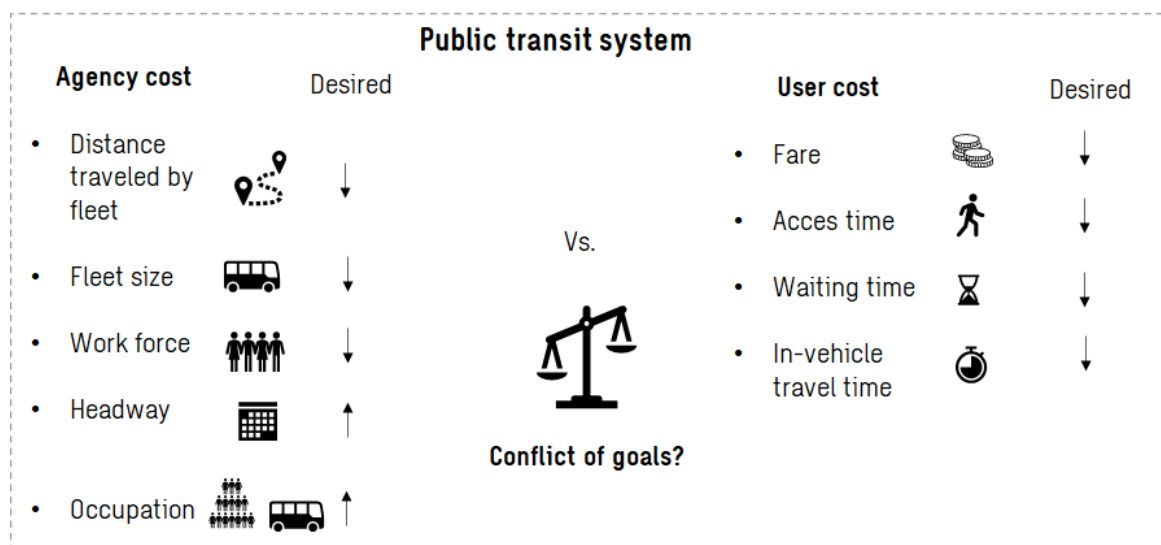 Public transit system
Agency cost
Desired
• Distance
traveled by
fleet
• Fleet size
• Work force
• Headway
• Occupation
Vs.
Conflict of goals?
User cost
Desired
• Fare
• Acces time
• Waiting time
• In-vehicle
travel time